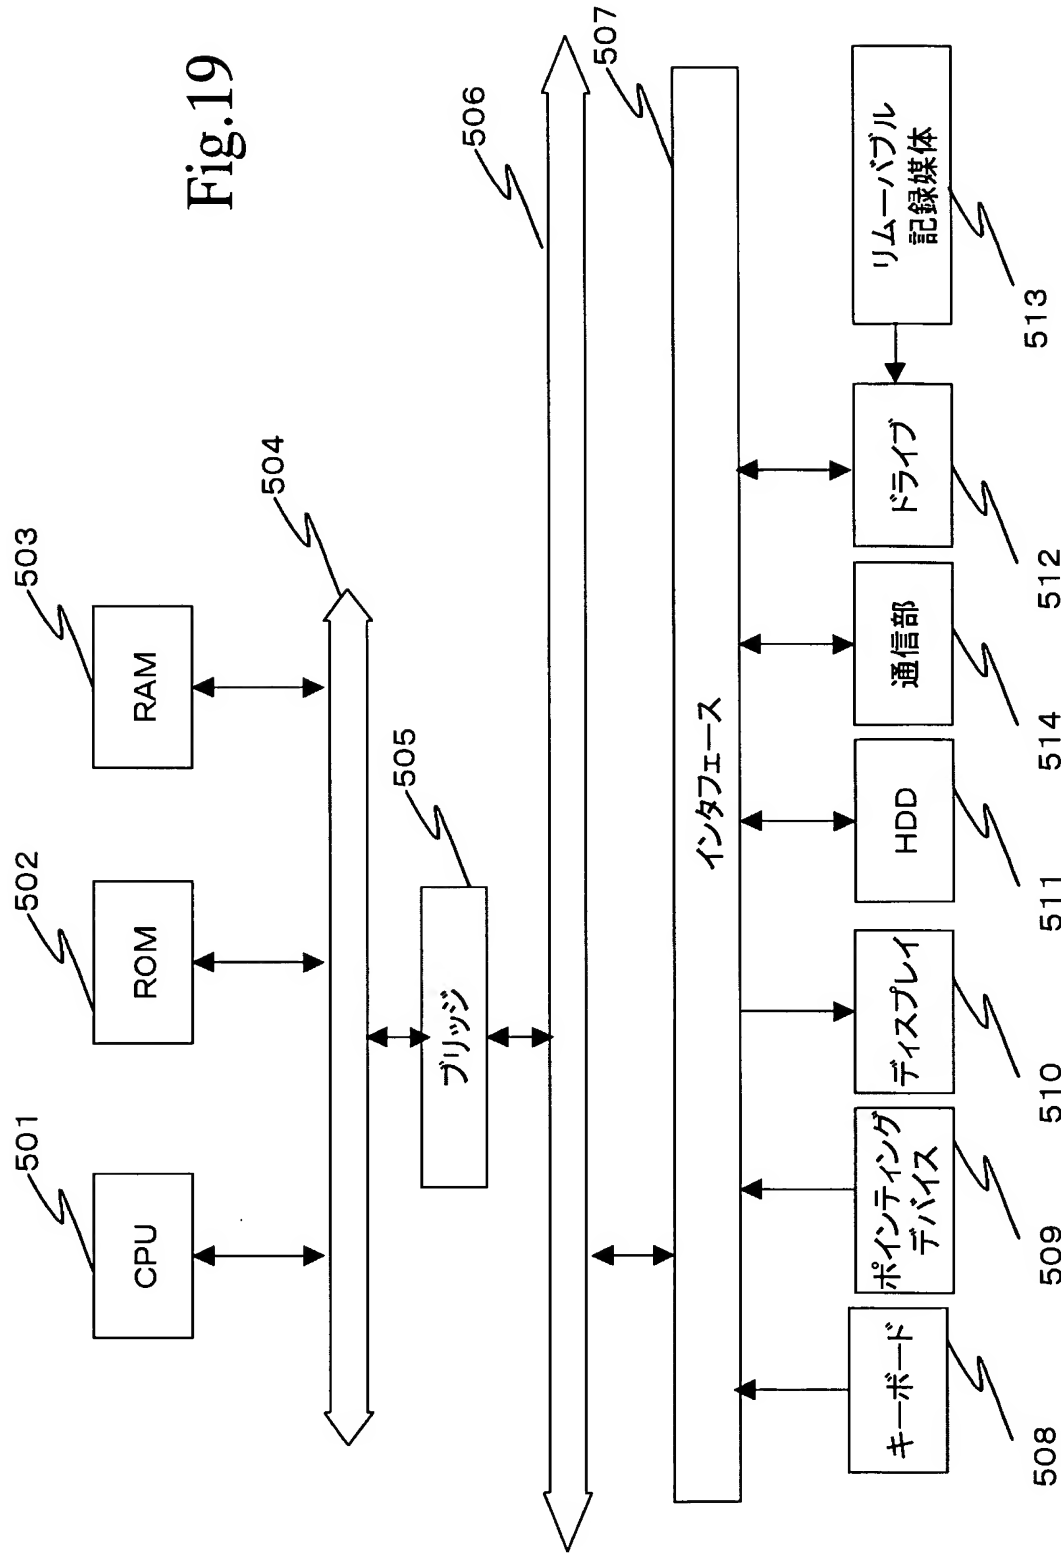 Fig.19
501
CPU
502
ROM
503
RAM
504
505
ブリッジ
506
507
インタフェース
キーボード
508
ポインティング
デバイス
509
ディスプレイ
510
HDD
511
通信部
514
ドライブ
512
リムーバブル
記録媒体
513